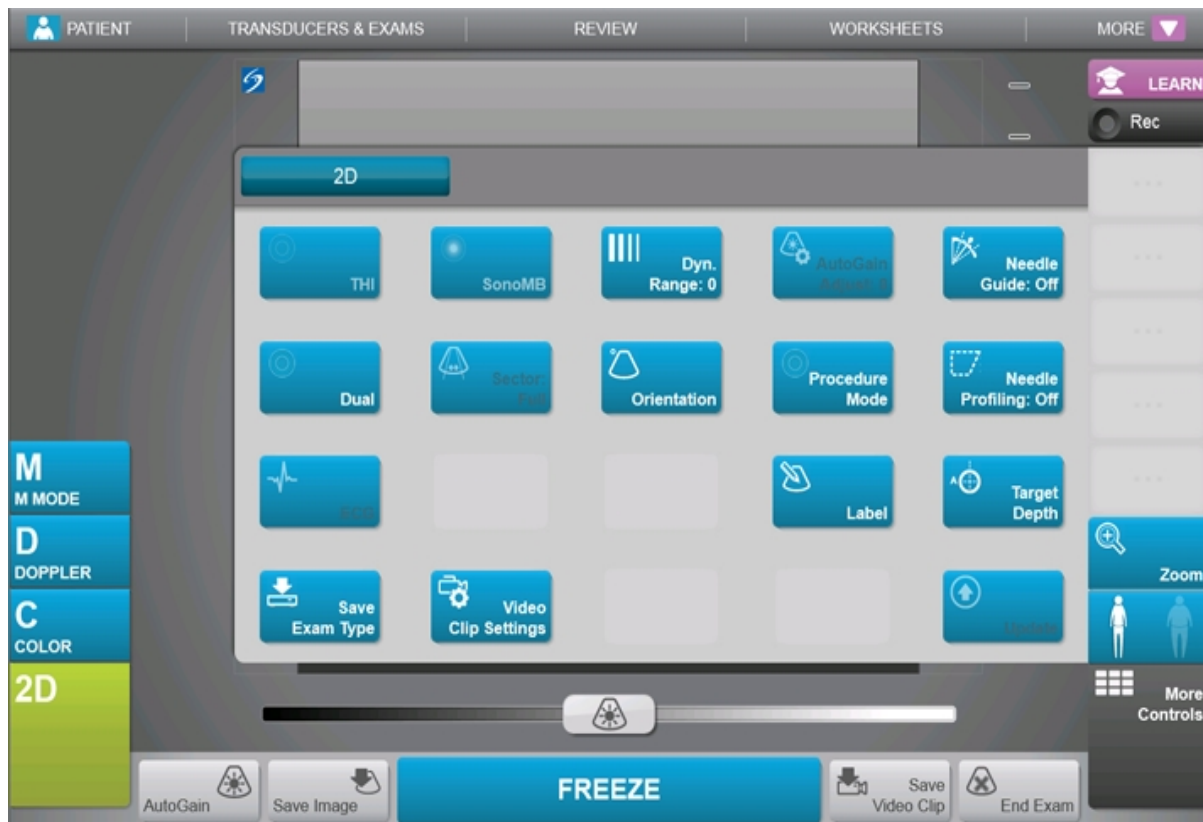 PATIENT
TRANSDUCERS & EXAMS
REVIEW
WORKSHEETS
MORE
LEARN
Rec
2D
THI
SonoMB
Dyn.
Range: 0
AutoGain
Adjust: 0
Needle
Guide: Off
Dual
Sector:
Full
Orientation
Procedure
Mode
Needle
Profiling: Off
ECG
Label
A
Target
Depth
Save
Exam Type
Video
Clip Settings
Update
M
M MODE
D
DOPPLER
C
COLOR
2D
Zoom
More
Controls
AutoGain
Save Image
FREEZE
Save
Video Clip
End Exam